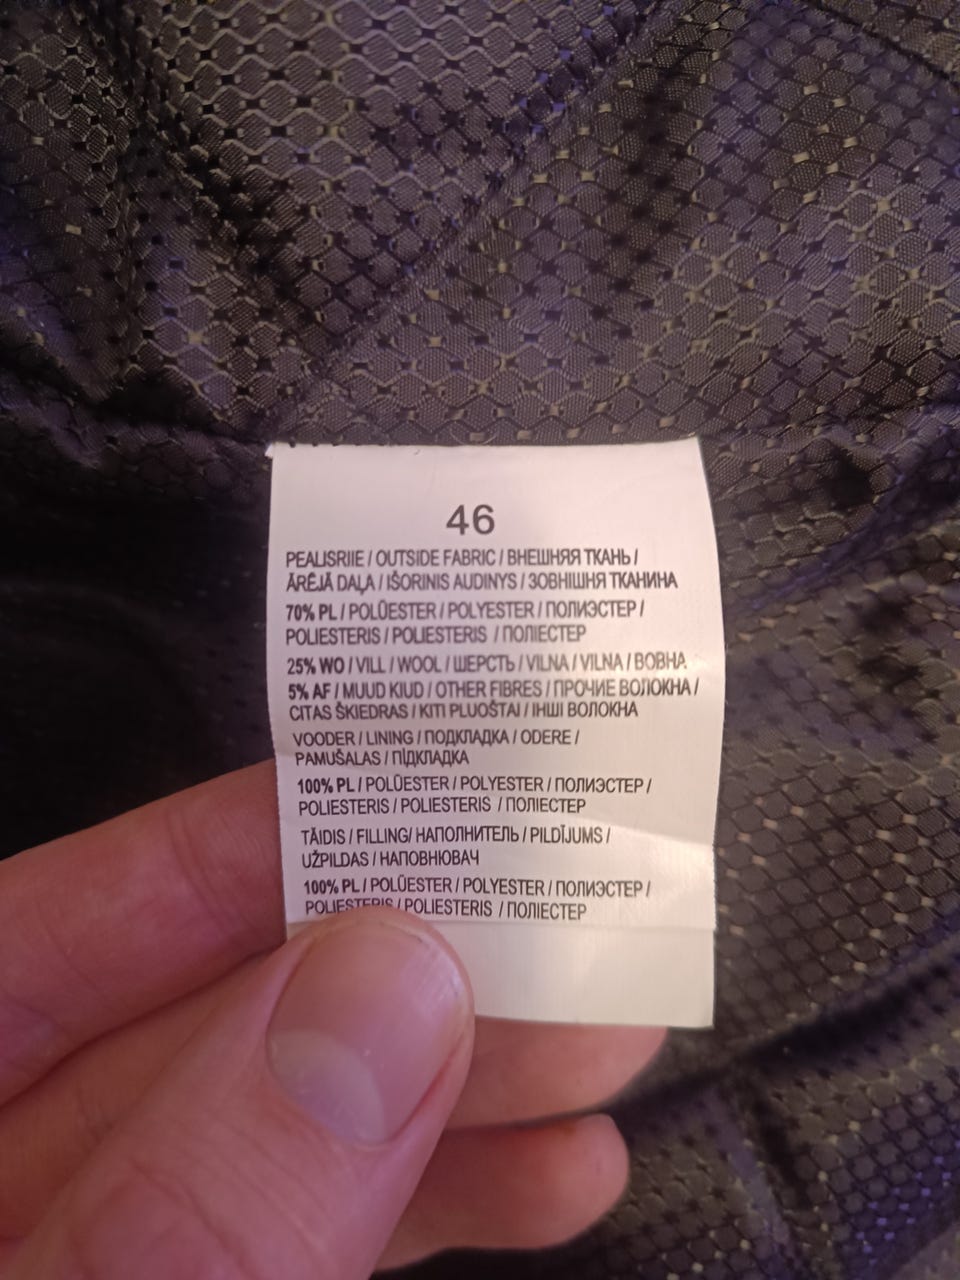 46
PEALISRIIE / OUTSIDE FABRIC / ВНЕШНЯЯ ТКАНЬ /
ĀRĒJĀ DAĻA / IŠORINIS AUDINYS / ЗОВНІШНЯ ТКАНИНА
70% PL / POLÜESTER / POLYESTER / ПОЛИЭСТЕР /
POLIESTERIS / POLIESTERIS / ПОЛІЕСТЕР
25% WO / VILL / WOOL / ШЕРСТЬ / VILNA / VILNA / ВОВНА
5% AF / MUUD KIUD / OTHER FIBRES / ПРОЧИЕ ВОЛОКНА /
CITAS ŠKIEDRAS / KITI PLUOŠTAI / ІНШІ ВОЛОКНА
VOODER / LINING / ПОДКЛАДКА / ODERE /
PAMUŠALAS / ПІДКЛАДКА
100% PL / POLÜESTER / POLYESTER / ПОЛИЭСТЕР /
POLIESTERIS / POLIESTERIS / ПОЛІЕСТЕР
TÄIDIS / FILLING/ НАПОЛНИТЕЛЬ / PILDĪJUMS /
UŽPILDAS / НАПОВНЮВАЧ
100% PL / POLÜESTER / POLYESTER / ПОЛИЭСТЕР /
POLIESTERIS / POLIESTERIS / ПОЛІЕСТЕР